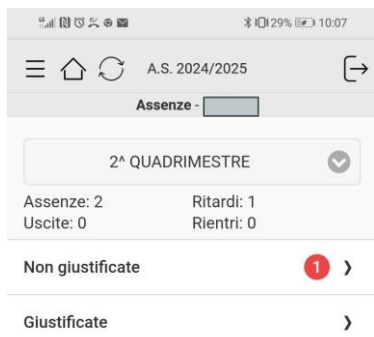 29% 10:07
A.S. 2024/2025
Assenze -
2^ QUADRIMESTRE
Assenze: 2 Ritardi: 1
Uscite: 0 Rientri: 0
Non giustificate 1
Giustificate